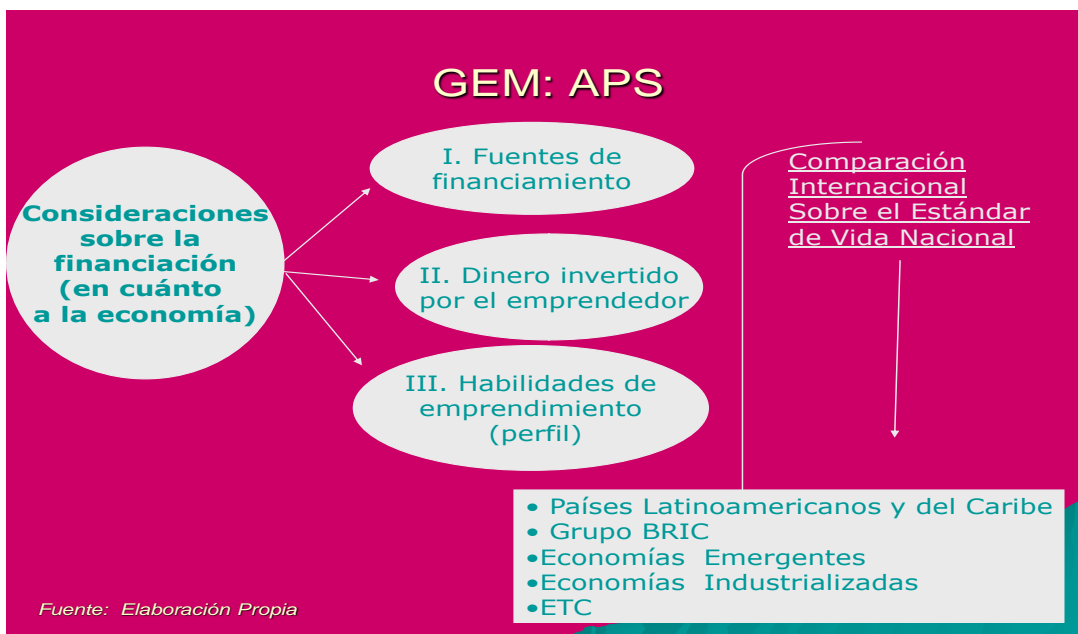 GEM: APS
Consideraciones
sobre la
financiación
(en cuánto
a la economía)
I. Fuentes de
financiamiento
II. Dinero invertido
por el emprendedor
III. Habilidades de
emprendimiento
(perfil)
Comparación
Internacional
Sobre el Estándar
de Vida Nacional
• Países Latinoamericanos y del Caribe
• Grupo BRIC
•Economías Emergentes
•Economías Industrializadas
•ETC
Fuente: Elaboración Propia